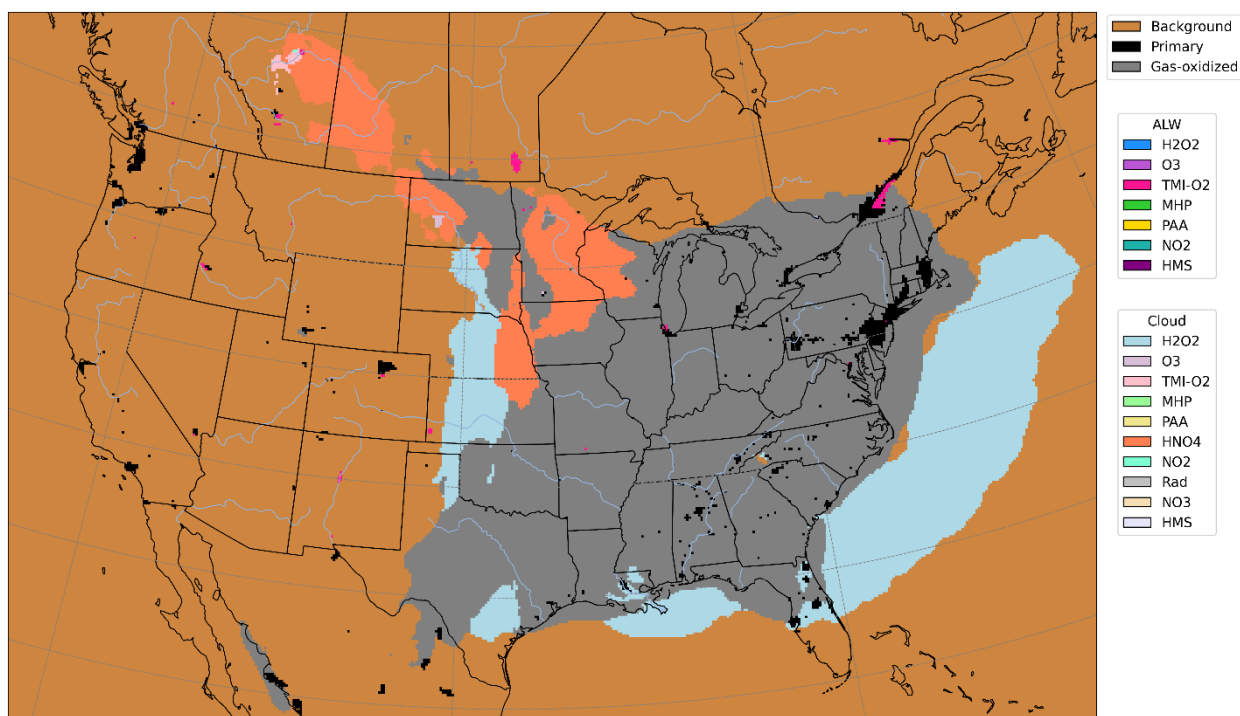 Background
Primary
Gas-oxidized
ALW
H2O2
O3
TMI-O2
MHP
PAA
NO2
HMS
Cloud
H2O2
O3
TMI-O2
MHP
PAA
HNO4
NO2
Rad
NO3
HMS